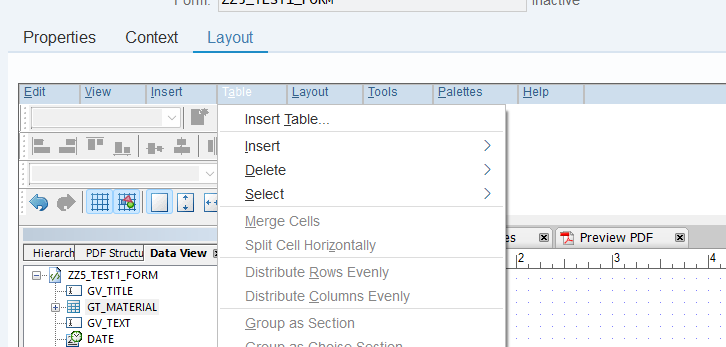 Form: ZZ5_TEST1_FORM Inactive
Properties Context Layout
Edit View Insert Table Layout Tools Palettes Help
Insert Table...
Insert
Delete
Select
Merge Cells
Split Cell Horizontally
Distribute Rows Evenly
Distribute Columns Evenly
Group as Section
Group as Choice Section
es Preview PDF
2 3 4
Hierarch PDF Structu Data View
ZZ5_TEST1_FORM
GV_TITLE
GT_MATERIAL
GV_TEXT
DATE